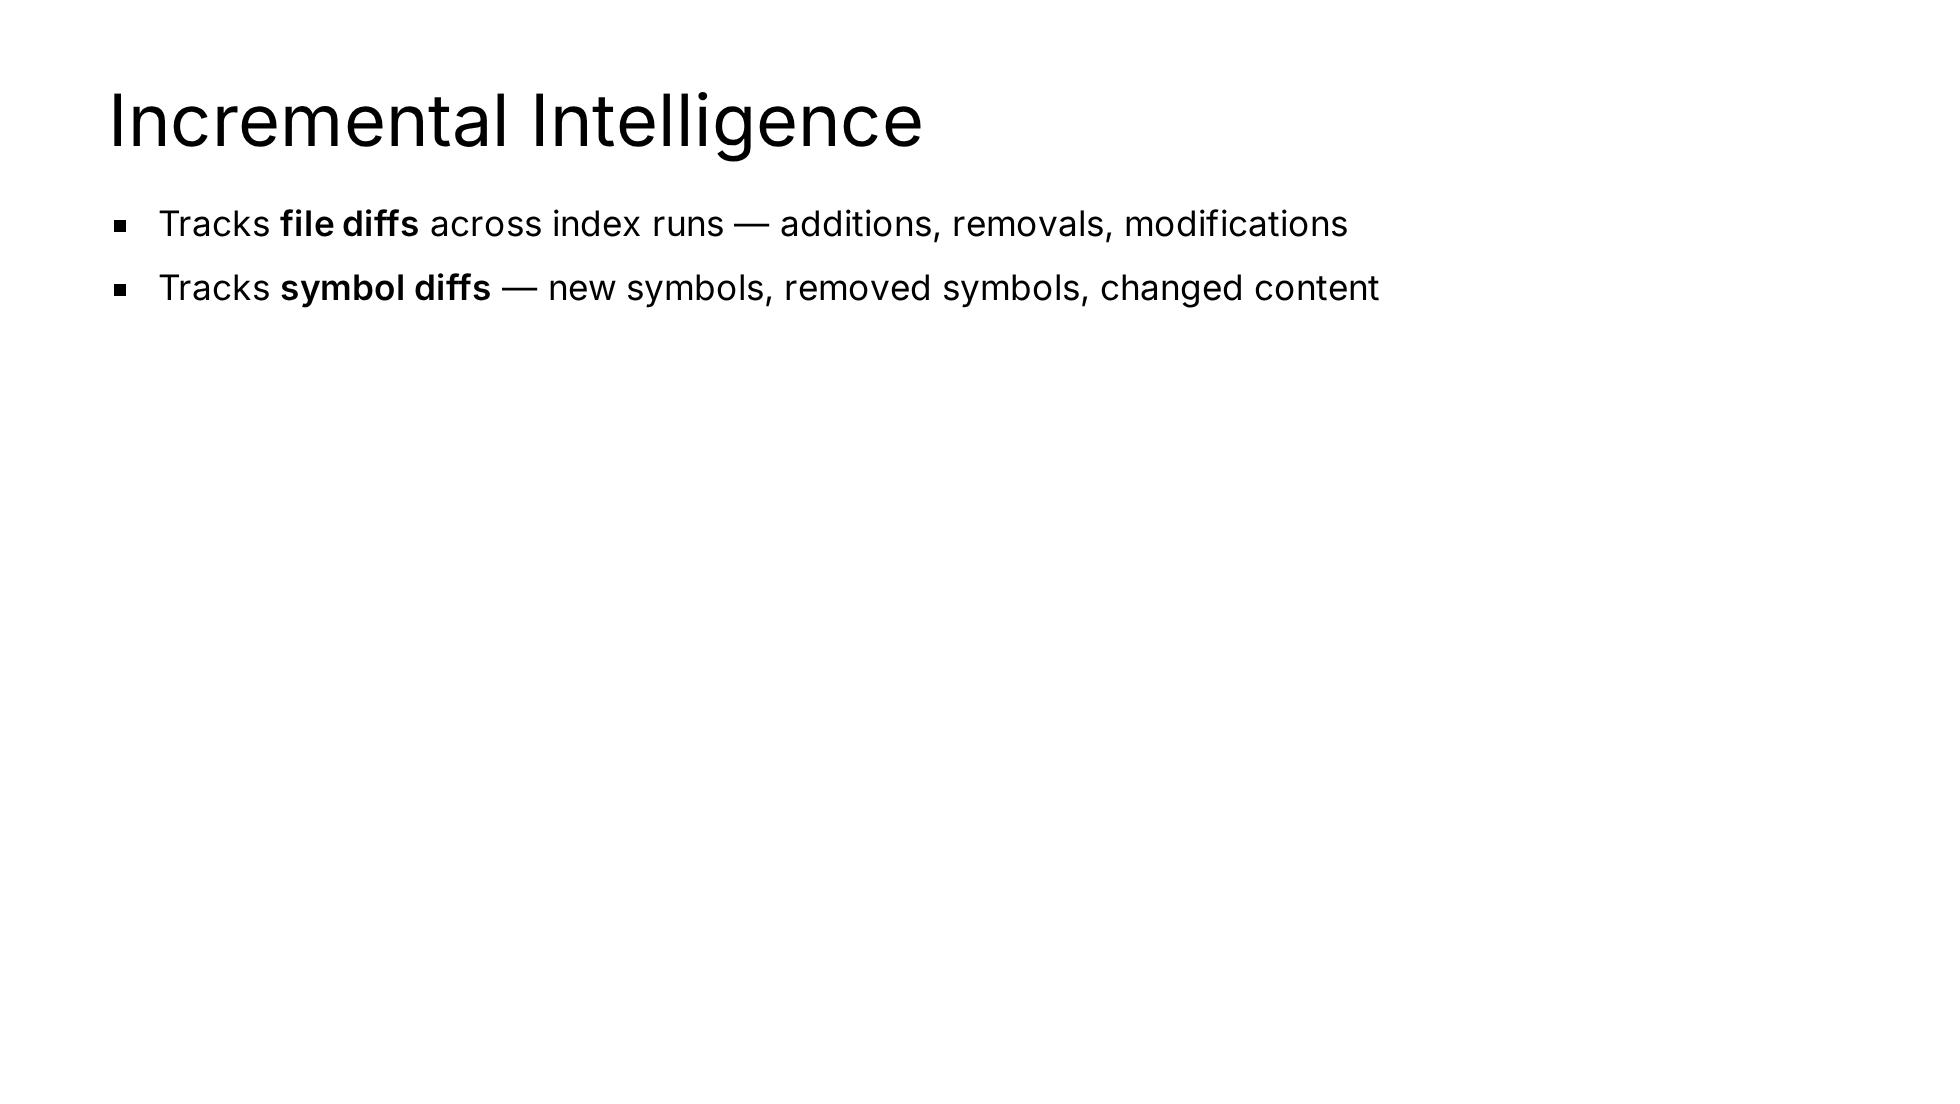 Incremental Intelligence
▪ Tracks file diffs across index runs — additions, removals, modifications
▪ Tracks symbol diffs — new symbols, removed symbols, changed content